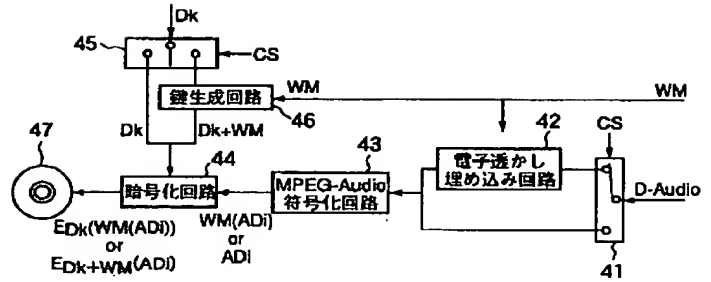 Dk
45
CS
鍵生成回路
46
WM
WM
Dk
Dk+WM
47
44
暗号化回路
43
MPEG-Audio
符号化回路
42
電子透かし
埋め込み回路
CS
D-Audio
41
EDk(WM(ADi))
or
EDk+WM(ADi)
WM(ADi)
or
ADi